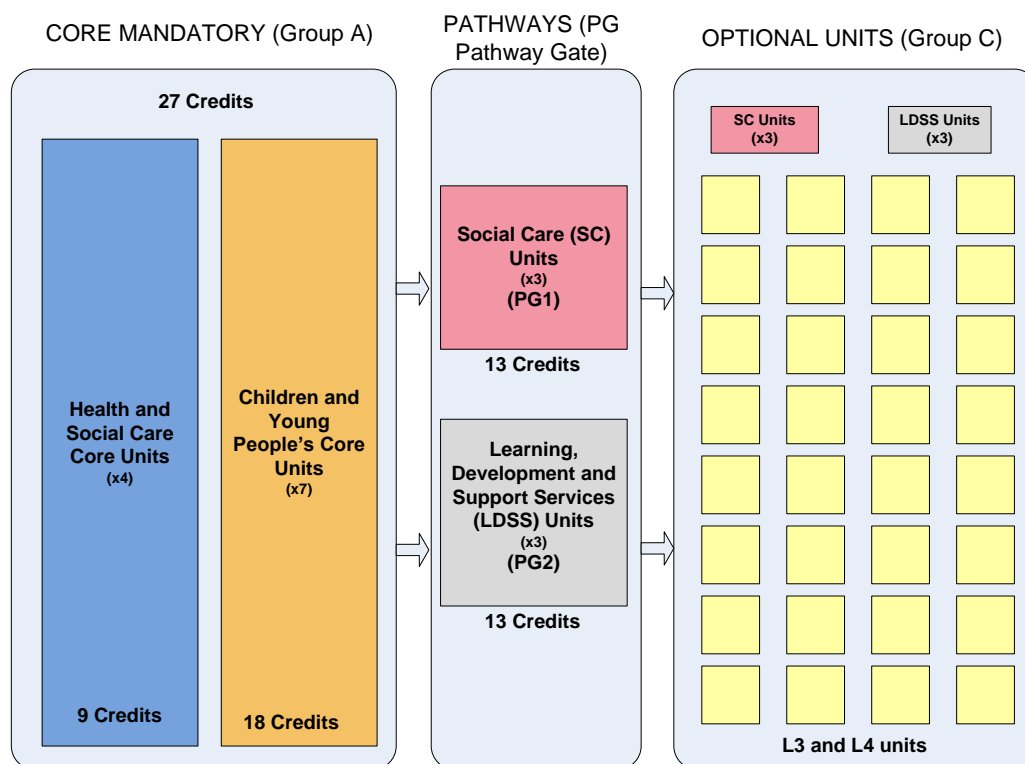 CORE MANDATORY (Group A)
27 Credits
Health and
Social Care
Core Units
(x4)
9 Credits
Children and
Young
People's Core
Units
(x7)
18 Credits
PATHWAYS (PG
Pathway Gate)
Social Care (SC)
Units
(x3)
(PG1)
13 Credits
Learning,
Development and
Support Services
(LDSS) Units
(x3)
(PG2)
13 Credits
OPTIONAL UNITS (Group C)
SC Units
(x3)
LDSS Units
(x3)
L3 and L4 units